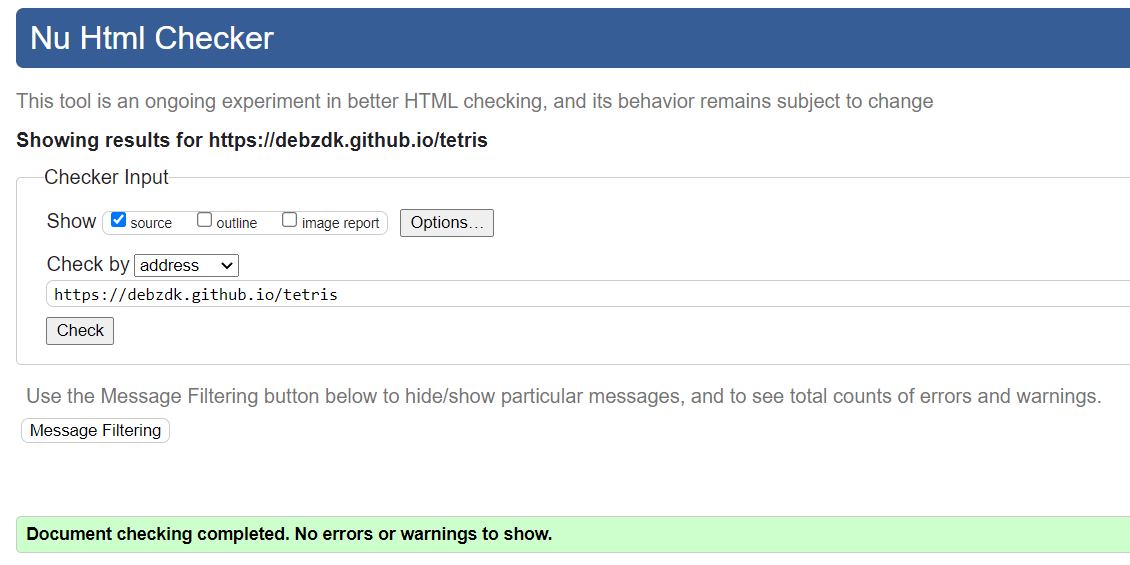 Nu Html Checker
This tool is an ongoing experiment in better HTML checking, and its behavior remains subject to change
Showing results for https://debzdk.github.io/tetris
Checker Input
Show source outline image report Options...
Check by address
https://debzdk.github.io/tetris
Check
Use the Message Filtering button below to hide/show particular messages, and to see total counts of errors and warnings.
Message Filtering
Document checking completed. No errors or warnings to show.